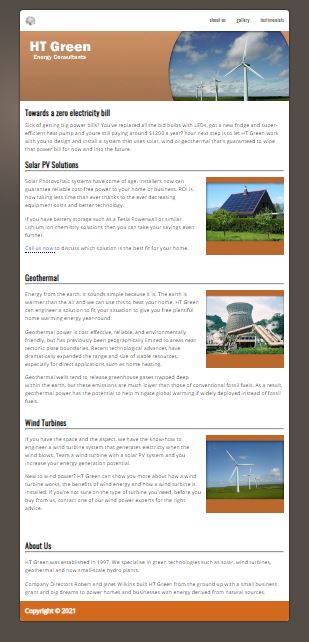 about us gallery testimonials
HT Green
Energy Consultants
Towards a zero electricity bill
Sick of getting big power bills? You've replaced all the old bulbs with LEDs, got a new fridge and super-
efficient heat pump and youre still paying around $1200 a year? Your next step is to let HT Green work
with you to design and install a system that uses solar, wind or geothermal that's guaranteed to wipe
that power bill for now and into the future.
Solar PV Solutions
Solar Photovoltaic systems have come of age. Installers now can
guarantee reliable cost-free power to your home or business. ROI is
now taking less time than ever thanks to the ever decreasing
equipment costs and better technology.
If you have battery storage such as a Tesla Powerwall or similar
Lithium Ion chemistry solutions then you can take your savings even
further.
Call us now to discuss which solution is the best fit for your home.
Geothermal
Energy from the earth, it sounds simple because it is. The earth is
warmer than the air and we can use this to heat your home. HT Green
can engineer a solution to fit your situation to give you free plentiful
home warming energy year-round.
Geothermal power is cost effective, reliable, and environmentally
friendly, but has previously been geographically limited to areas near
tectonic plate boundaries. Recent technological advances have
dramatically expanded the range and size of viable resources,
especially for direct applications such as home heating.
Geothermal wells tend to release greenhouse gases trapped deep
within the earth, but these emissions are much lower than those of conventional fossil fuels. As a result,
geothermal power has the potential to help mitigate global warming if widely deployed instead of fossil
fuels.
Wind Turbines
If you have the space and the aspect, we have the know-how to
engineer a wind turbine system that generates electricity when the
wind blows. Team a wind turbine with a solar PV system and you
increase your energy generation potential.
New to wind power? HT Green can show you more about how a wind
turbine works, the benefits of wind energy and how a wind turbine is
installed. If you're not sure on the type of turbine you need, before you
buy from us, contact one of our wind power experts for the right
advice.
About Us
HT Green was established in 1997. We specialise in green technologies such as solar, wind turbines,
geothermal and now small-scale hydro plants.
Company Directors Robert and Janet Wilkins built HT Green from the ground up with a small business
grant and big dreams to power homes and businesses with energy derived from natural sources.
Copyright © 2021